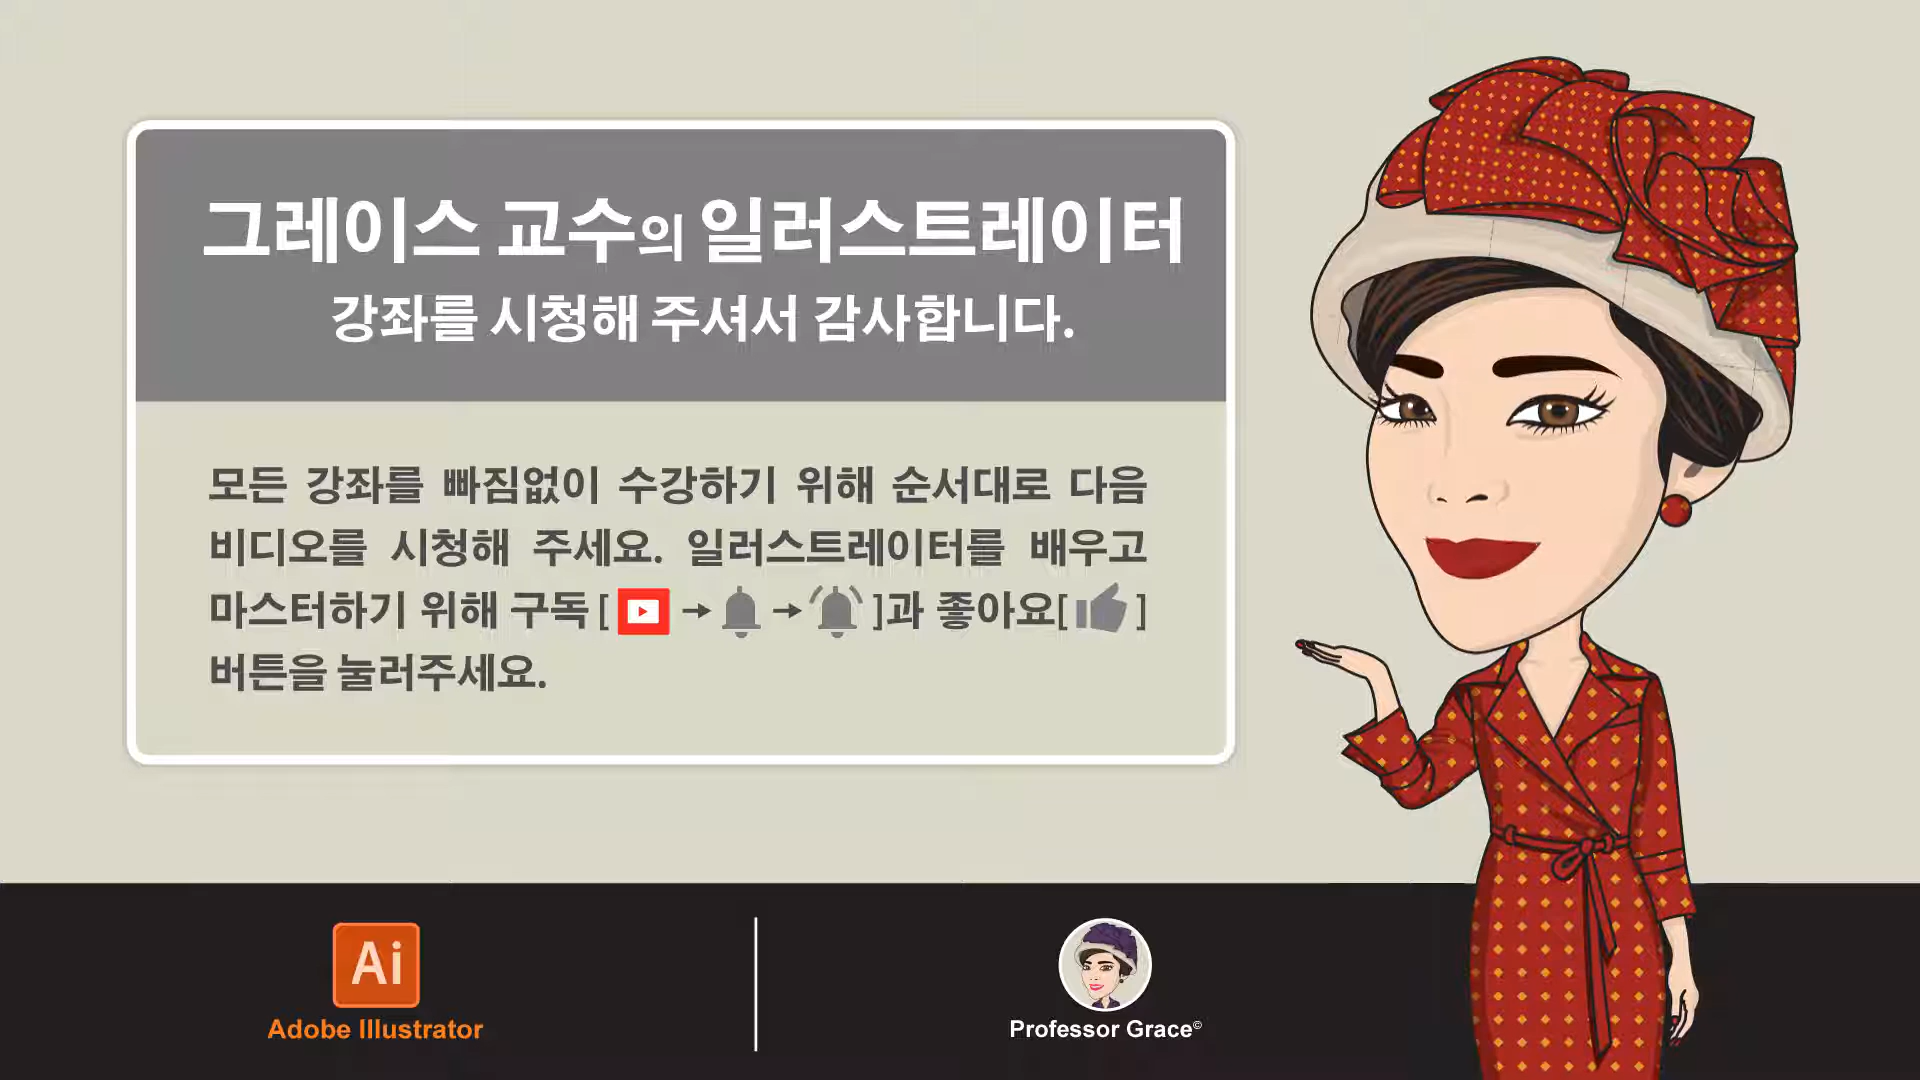 그레이스 교수의 일러스트레이터
강좌를 시청해 주셔서 감사합니다.
모든 강좌를 빠짐없이 수강하기 위해 순서대로 다음
비디오를 시청해 주세요. 일러스트레이터를 배우고
마스터하기 위해 구독[ → → ]과 좋아요[ ]
버튼을 눌러주세요.
Ai
Adobe Illustrator
Professor Grace©